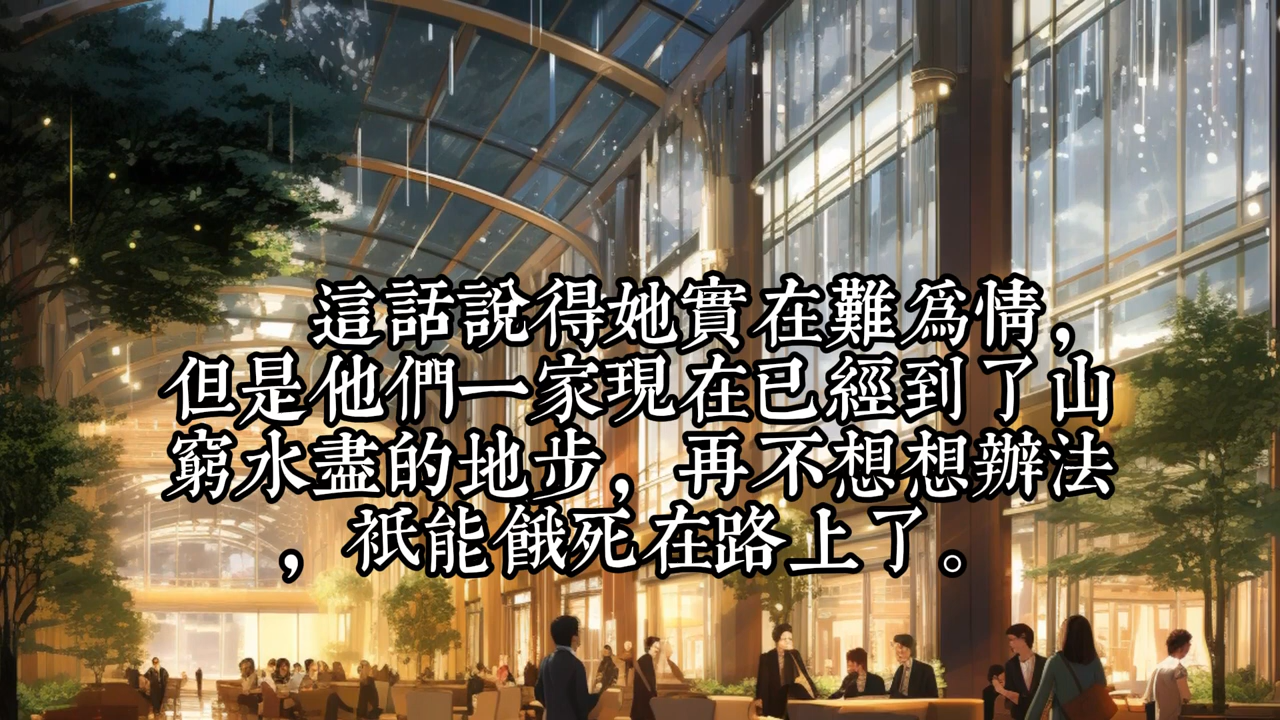 這話說得她實在難爲情，
但是他們一家現在已經到了山
窮水盡的地步，再不想想辦法
，衹能餓死在路上了。